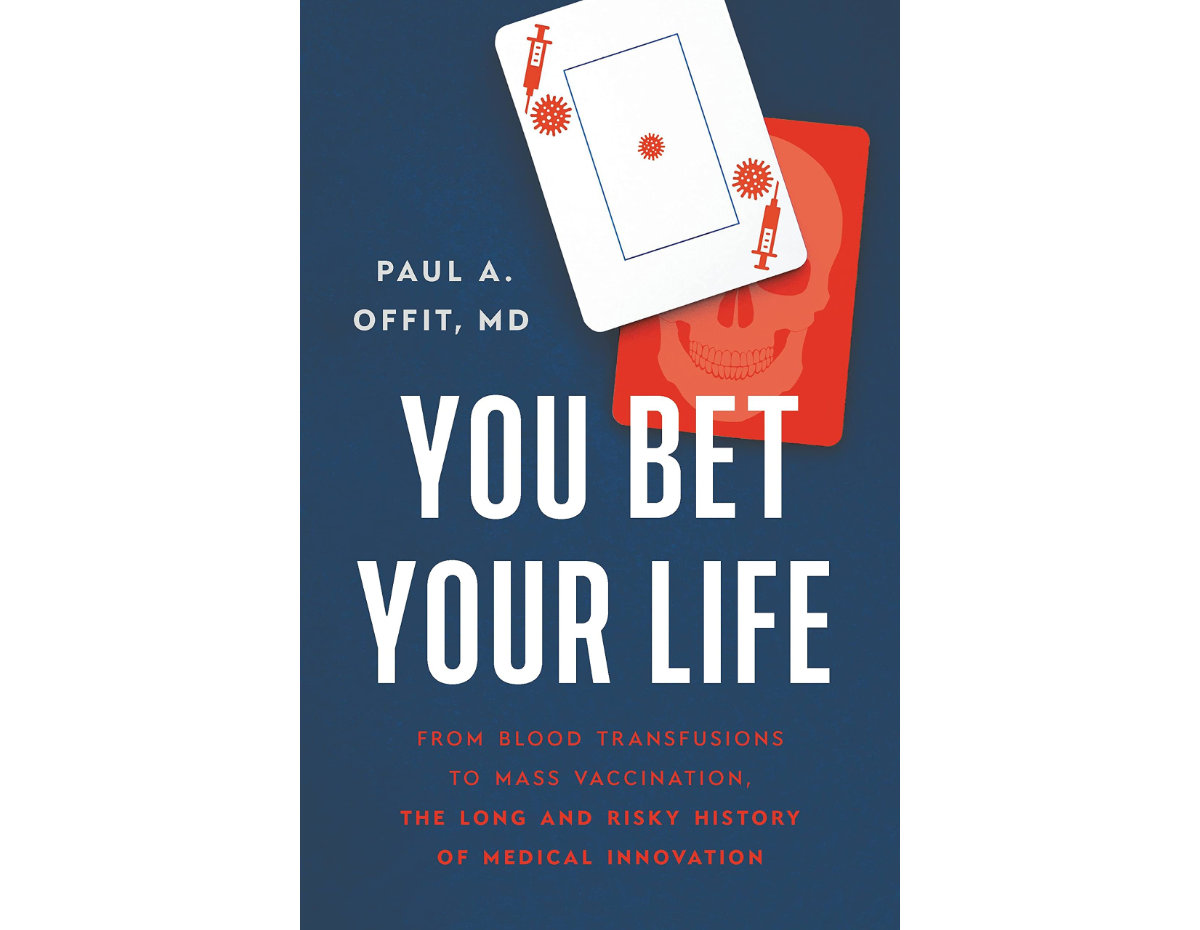 PAUL A.
OFFIT, MD
YOU BET
YOUR LIFE
FROM BLOOD TRANSFUSIONS
TO MASS VACCINATION,
THE LONG AND RISKY HISTORY
OF MEDICAL INNOVATION